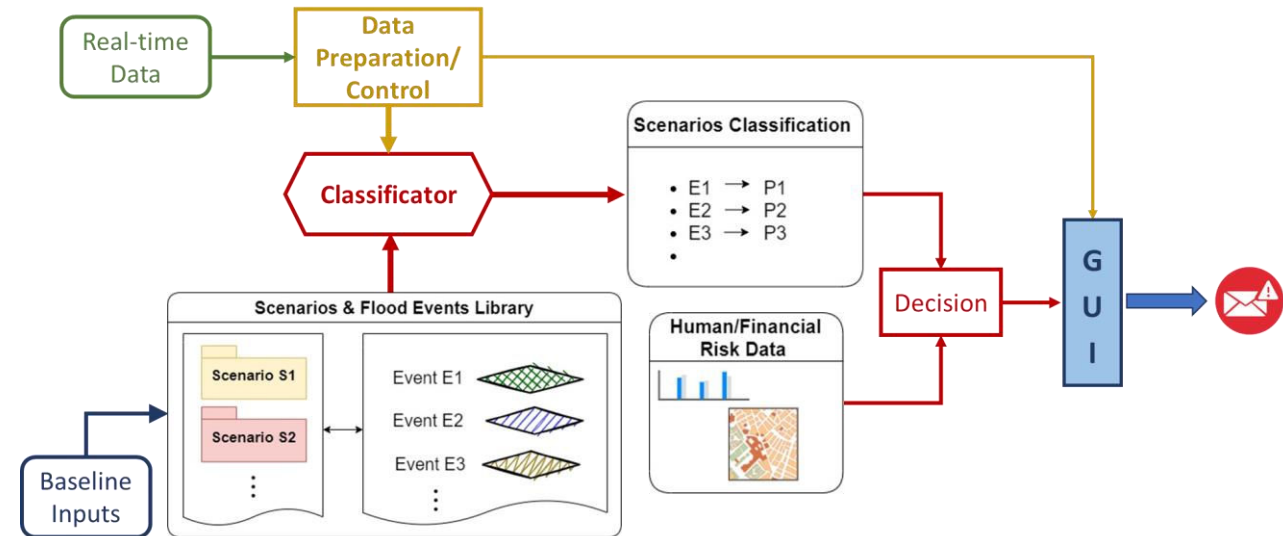 Real-time
Data
Data
Preparation/
Control
Classificator
Scenarios Classification
• E1 → P1
• E2 → P2
• E3 → P3
•
Scenarios & Flood Events Library
Scenario S1
Scenario S2
⋮
Event E1
Event E2
Event E3
⋮
Baseline
Inputs
Human/Financial
Risk Data
Decision
G
U
I
!